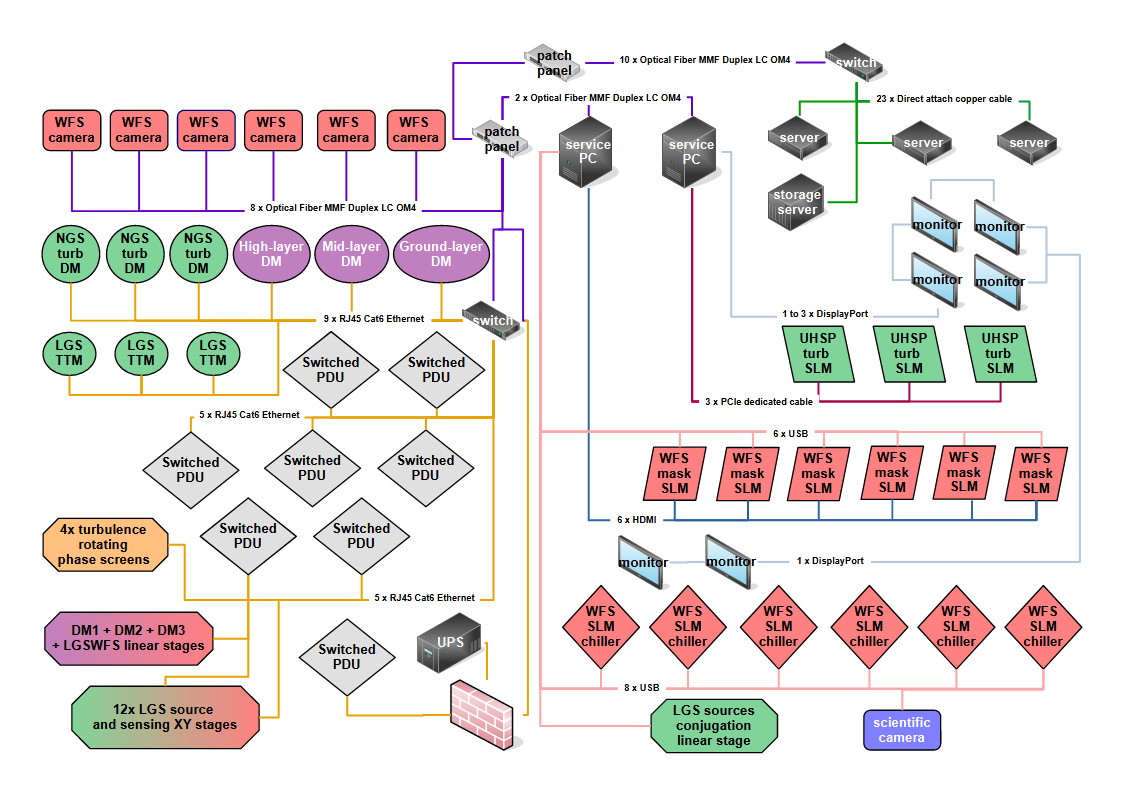 patch
panel
10 x Optical Fiber MMF Duplex LC OM4
switch
2 x Optical Fiber MMF Duplex LC OM4
23 x Direct attach copper cable
WFS
camera
WFS
camera
WFS
camera
WFS
camera
WFS
camera
WFS
camera
patch
panel
service
PC
service
PC
server
server
server
storage
server
8 x Optical Fiber MMF Duplex LC OM4
monitor
monitor
NGS
turb
DM
NGS
turb
DM
NGS
turb
DM
High-layer
DM
Mid-layer
DM
Ground-layer
DM
monitor
monitor
9 x RJ45 Cat6 Ethernet
switch
1 to 3 x DisplayPort
LGS
TTM
LGS
TTM
LGS
TTM
Switched
PDU
Switched
PDU
UHSP
turb
SLM
UHSP
turb
SLM
UHSP
turb
SLM
3 x PCIe dedicated cable
5 x RJ45 Cat6 Ethernet
6 x USB
Switched
PDU
Switched
PDU
Switched
PDU
WFS
mask
SLM
WFS
mask
SLM
WFS
mask
SLM
WFS
mask
SLM
WFS
mask
SLM
WFS
mask
SLM
6 x HDMI
4x turbulence
rotating
phase screens
Switched
PDU
Switched
PDU
monitor
monitor
1 x DisplayPort
5 x RJ45 Cat6 Ethernet
DM1 + DM2 + DM3
+ LGSWFS linear stages
Switched
PDU
UPS
WFS
SLM
chiller
WFS
SLM
chiller
WFS
SLM
chiller
WFS
SLM
chiller
WFS
SLM
chiller
WFS
SLM
chiller
8 x USB
12x LGS source
and sensing XY stages
LGS sources
conjugation
linear stage
scientific
camera